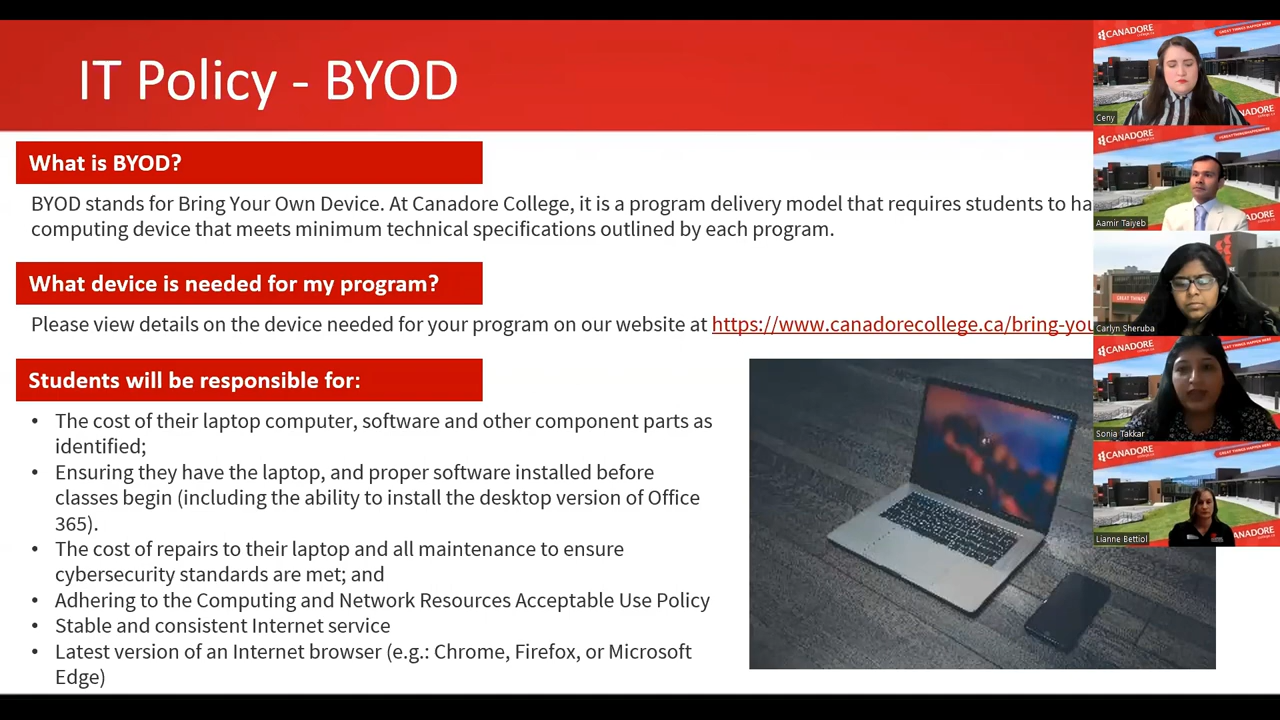 IT Policy - BYOD
What is BYOD?
BYOD stands for Bring Your Own Device. At Canadore College, it is a program delivery model that requires students to ha
computing device that meets minimum technical specifications outlined by each program.
What device is needed for my program?
Please view details on the device needed for your program on our website at https://www.canadorecollege.ca/bring-you
Students will be responsible for:
• The cost of their laptop computer, software and other component parts as
identified;
• Ensuring they have the laptop, and proper software installed before
classes begin (including the ability to install the desktop version of Office
365).
• The cost of repairs to their laptop and all maintenance to ensure
cybersecurity standards are met; and
• Adhering to the Computing and Network Resources Acceptable Use Policy
• Stable and consistent Internet service
• Latest version of an Internet browser (e.g.: Chrome, Firefox, or Microsoft
Edge)
CANADORE
GREAT THINGS HAPPEN HERE
Ceny
CANADORE
Aamir Taiyeb
GREAT THINGS
Carlyn Sheruba
CANADORE
Sonia Takkar
CANADORE
Lianne Bettiol